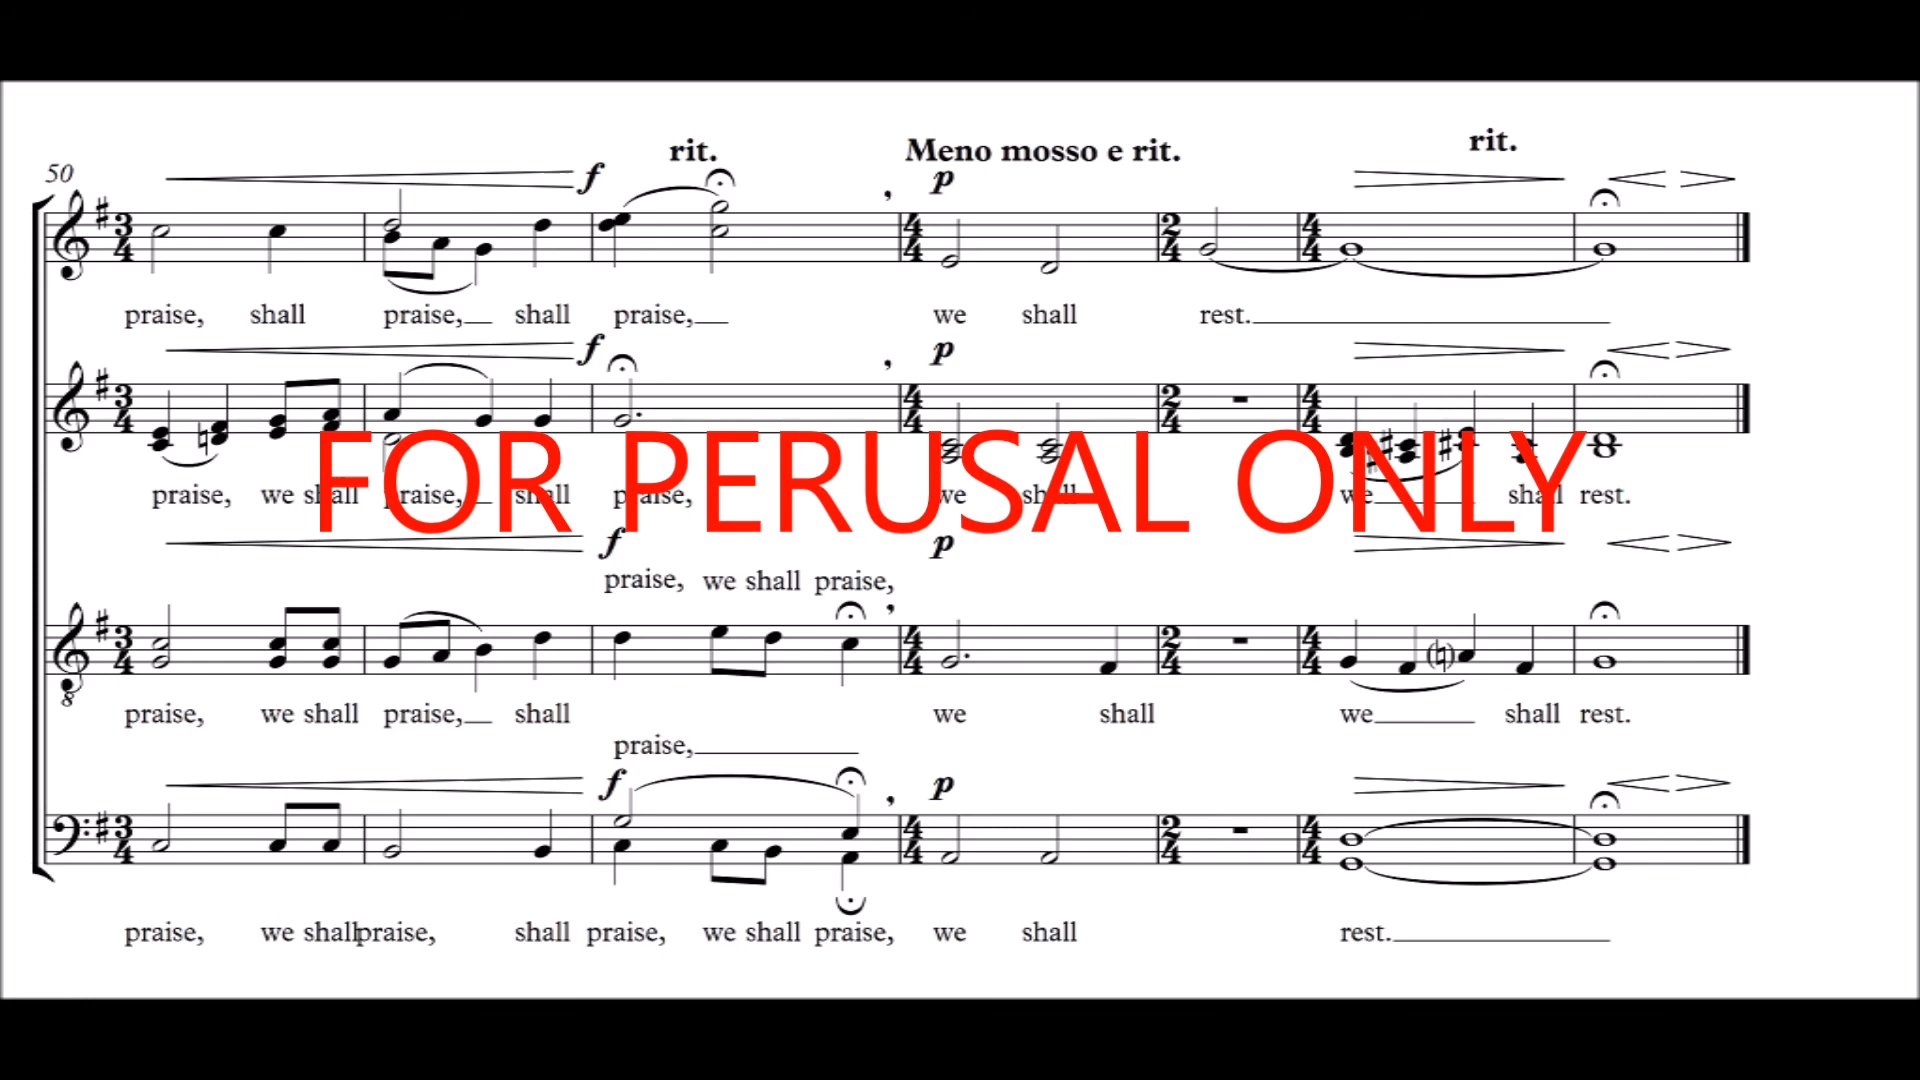 rit.
rit.
Meno mosso e rit.
50
f
p
praise, shall praise, shall praise, we shall rest.
f
p
praise, we shall praise, shall praise, we shall we shall rest.
FOR PERUSAL ONLY
f
p
praise, we shall praise,
praise, we shall praise, shall we shall we shall rest.
praise,
f
p
praise, we shall praise, shall praise, we shall praise, we shall rest.